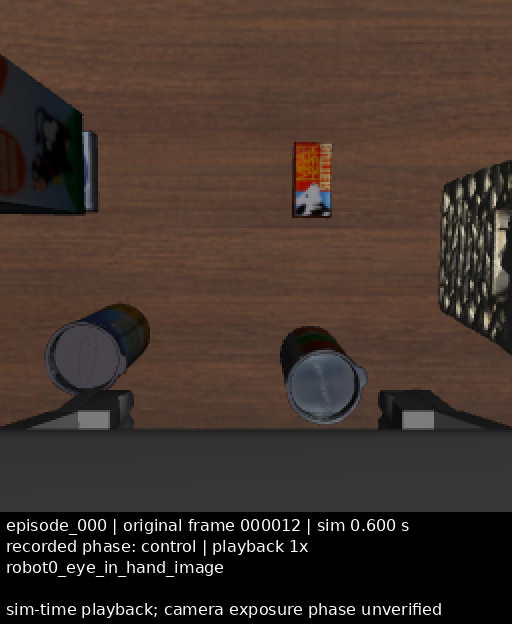 episode_000 | original frame 000012 | sim 0.600 s
recorded phase: control | playback 1x
robot0_eye_in_hand_image
sim-time playback; camera exposure phase unverified